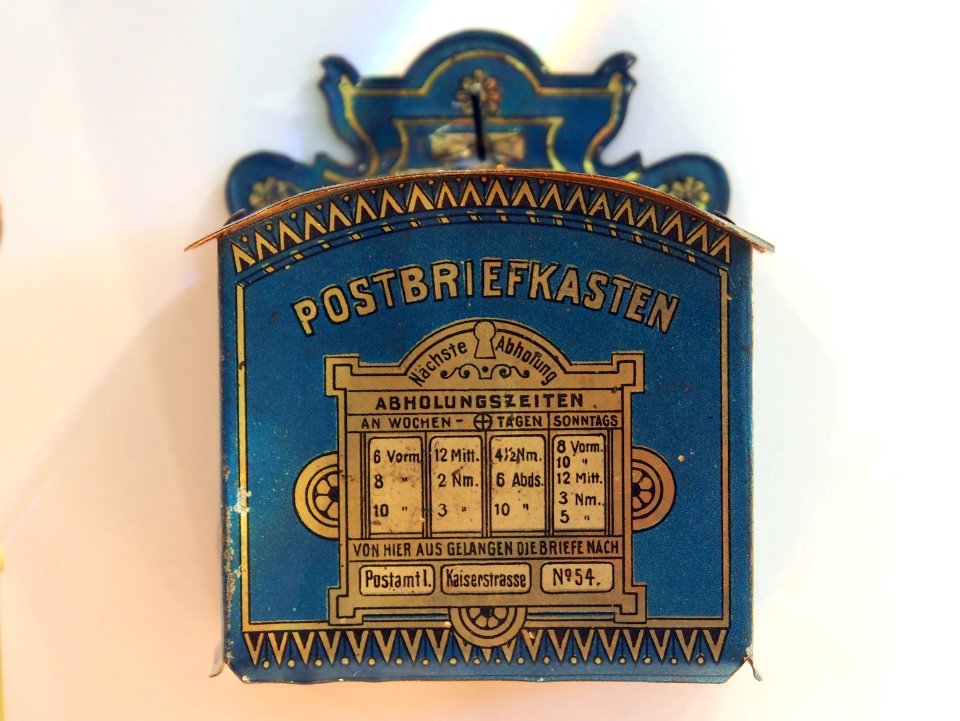 POSTBRIEFKASTEN
Nächste Abholung
ABHOLUNGSZEITEN
AN WOCHEN - TAGEN SONNTAGS
6 Vorm. 12 Mitt. 4½Nm. 8 Vorm.
10 "
8 " 2 Nm. 6 Abds. 12 Mitt.
3 Nm.
10 " 3 " 10 " 5 "
VON HIER AUS GELANGEN DIE BRIEFE NACH
Postamt I. Kaiserstrasse No 54.